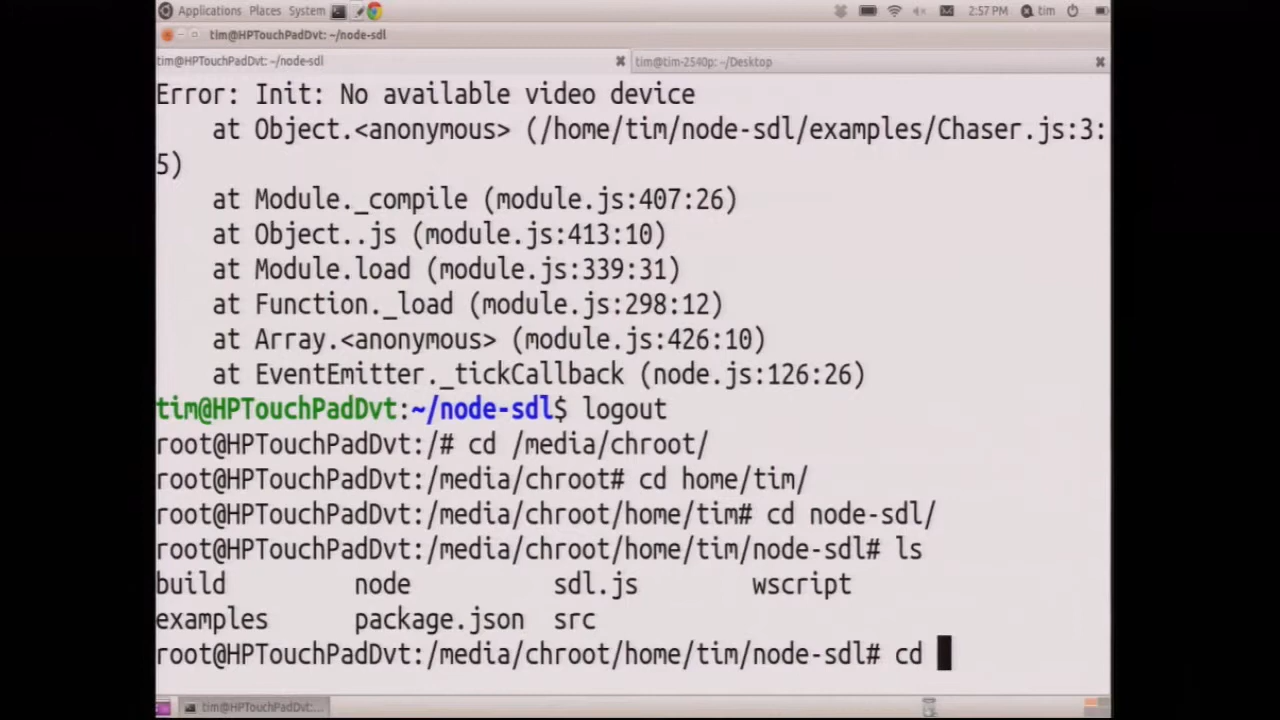 Applications Places System 2:57 PM tim
tim@HPTouchPadDvt: ~/node-sdl
tim@HPTouchPadDvt: ~/node-sdl tim@tim-2540p: ~/Desktop
Error: Init: No available video device
at Object.<anonymous> (/home/tim/node-sdl/examples/Chaser.js:3:
5)
at Module._compile (module.js:407:26)
at Object..js (module.js:413:10)
at Module.load (module.js:339:31)
at Function._load (module.js:298:12)
at Array.<anonymous> (module.js:426:10)
at EventEmitter._tickCallback (node.js:126:26)
tim@HPTouchPadDvt:~/node-sdl$ logout
root@HPTouchPadDvt:/# cd /media/chroot/
root@HPTouchPadDvt:/media/chroot# cd home/tim/
root@HPTouchPadDvt:/media/chroot/home/tim# cd node-sdl/
root@HPTouchPadDvt:/media/chroot/home/tim/node-sdl# ls
build node sdl.js wscript
examples package.json src
root@HPTouchPadDvt:/media/chroot/home/tim/node-sdl# cd
tim@HPTouchPadDvt:...